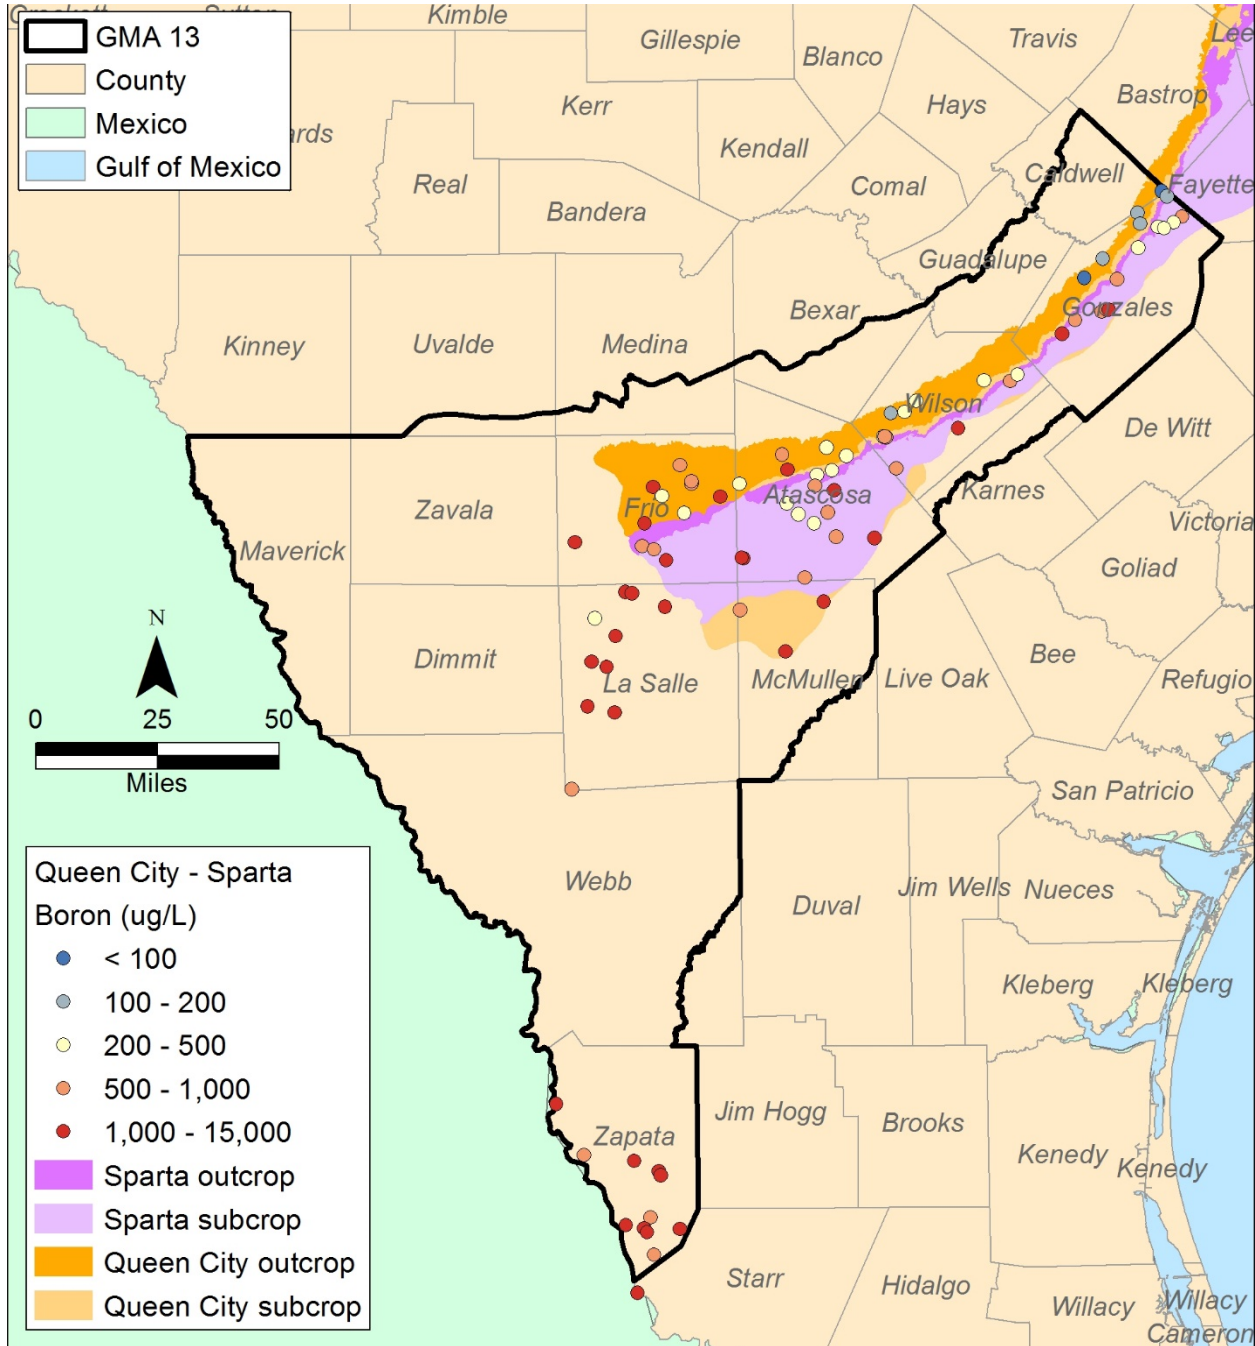 Kimble
GMA 13
County
Mexico
Gulf of Mexico
Gillespie
Blanco
Travis
Lee
Kerr
Hays
Bastrop
ards
Real
Kendall
Comal
Caldwell
Fayette
Bandera
Guadalupe
Bexar
Gonzales
Kinney
Uvalde
Medina
Wilson
De Witt
Zavala
Frio
Atascosa
Karnes
Victoria
Maverick
Goliad
N
Dimmit
La Salle
McMullen
Live Oak
Bee
Refugio
0 25 50
Miles
San Patricio
Webb
Duval
Jim Wells
Nueces
Kleberg
Kleberg
Queen City - Sparta
Boron (ug/L)
< 100
100 - 200
200 - 500
500 - 1,000
1,000 - 15,000
Sparta outcrop
Sparta subcrop
Queen City outcrop
Queen City subcrop
Zapata
Jim Hogg
Brooks
Kenedy
Kenedy
Starr
Hidalgo
Willacy
Willacy
Cameron